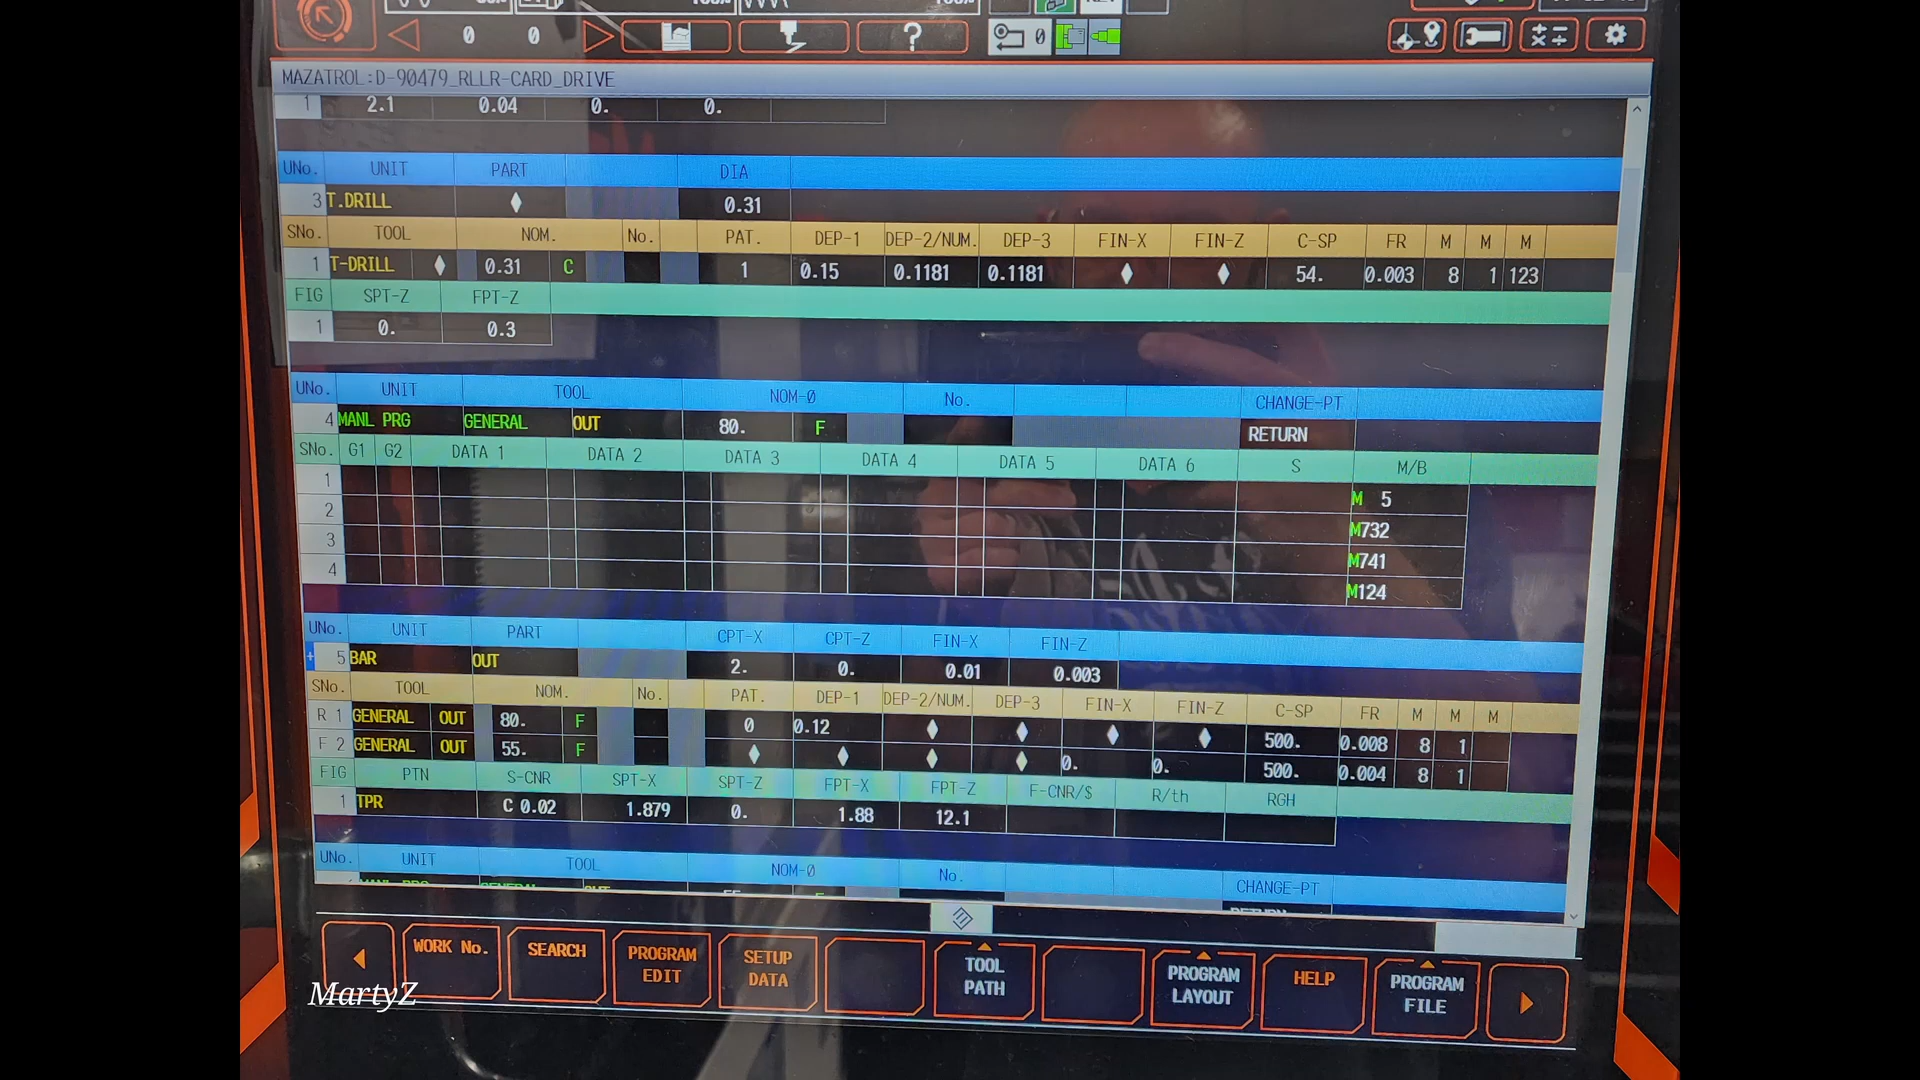 0 0 ? 0
MAZATROL:D-90479_RLLR-CARD_DRIVE
1 2.1 0.04 0. 0.
UNo. UNIT PART DIA
3 T.DRILL ♦ 0.31
SNo. TOOL NOM. No. PAT. DEP-1 DEP-2/NUM. DEP-3 FIN-X FIN-Z C-SP FR M M M
1 T-DRILL ♦ 0.31 C 1 0.15 0.1181 0.1181 ♦ ♦ 54. 0.003 8 1 123
FIG SPT-Z FPT-Z
1 0. 0.3
UNo. UNIT TOOL NOM-Ø No. CHANGE-PT
4 MANL PRG GENERAL OUT 80. F RETURN
SNo. G1 G2 DATA 1 DATA 2 DATA 3 DATA 4 DATA 5 DATA 6 S M/B
1 M 5
2 M732
3 M741
4 M124
UNo. UNIT PART CPT-X CPT-Z FIN-X FIN-Z
+ 5 BAR OUT 2. 0. 0.01 0.003
SNo. TOOL NOM. No. PAT. DEP-1 DEP-2/NUM. DEP-3 FIN-X FIN-Z C-SP FR M M M
R 1 GENERAL OUT 80. F 0 0.12 ♦ ♦ ♦ ♦ 500. 0.008 8 1
F 2 GENERAL OUT 55. F ♦ ♦ ♦ ♦ 0. 0. 500. 0.004 8 1
FIG PTN S-CNR SPT-X SPT-Z FPT-X FPT-Z F-CNR/$ R/th RGH
1 TPR C 0.02 1.879 0. 1.88 12.1
UNo. UNIT TOOL NOM-Ø No. CHANGE-PT
WORK No. SEARCH PROGRAM EDIT SETUP DATA TOOL PATH PROGRAM LAYOUT HELP PROGRAM FILE
MartyZ